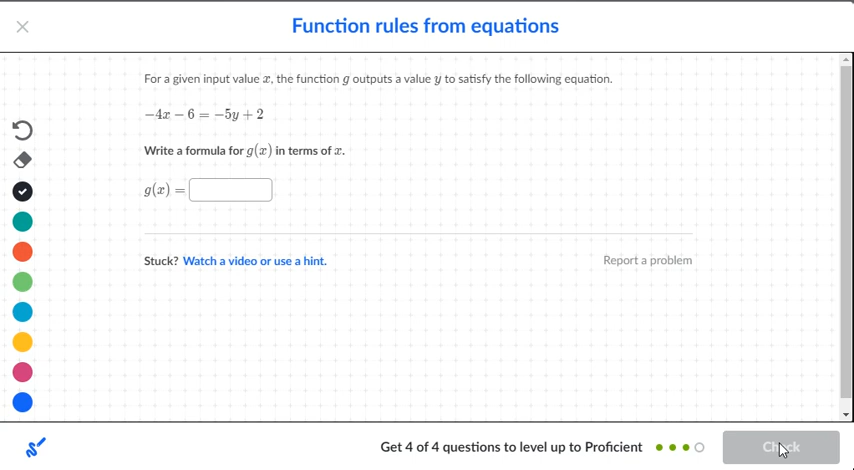 Function rules from equations
For a given input value x, the function g outputs a value y to satisfy the following equation.
−4x − 6 = −5y + 2
Write a formula for g(x) in terms of x.
g(x) =
Stuck? Watch a video or use a hint.
Report a problem
Get 4 of 4 questions to level up to Proficient
Check